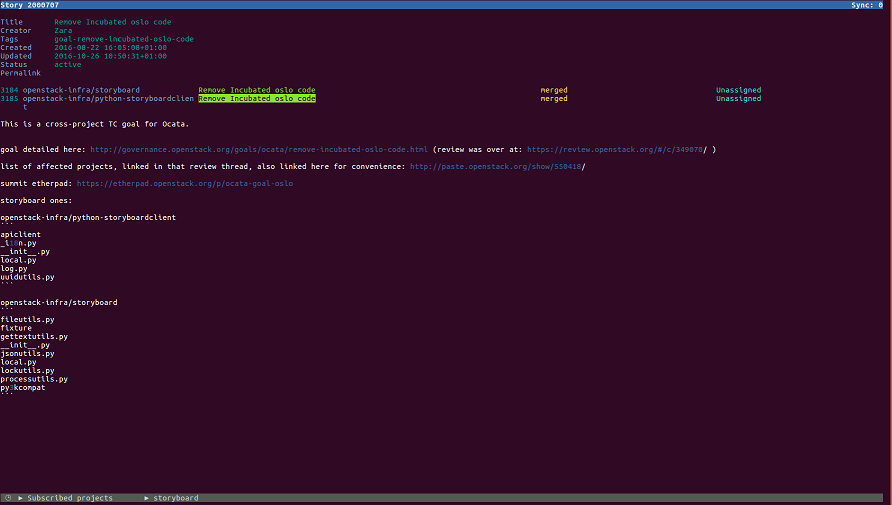 Story 2000707 Sync: 0
Title Remove Incubated oslo code
Creator Zara
Tags goal-remove-incubated-oslo-code
Created 2016-08-22 16:05:08+01:00
Updated 2016-10-26 10:50:31+01:00
Status active
Permalink
3184 openstack-infra/storyboard Remove Incubated oslo code merged Unassigned
3185 openstack-infra/python-storyboardclien Remove Incubated oslo code merged Unassigned
t
This is a cross-project TC goal for Ocata.
goal detailed here: http://governance.openstack.org/goals/ocata/remove-incubated-oslo-code.html (review was over at: https://review.openstack.org/#/c/349070/ )
list of affected projects, linked in that review thread, also linked here for convenience: http://paste.openstack.org/show/550418/
summit etherpad: https://etherpad.openstack.org/p/ocata-goal-oslo
storyboard ones:
openstack-infra/python-storyboardclient
```
apiclient
_i18n.py
__init__.py
local.py
log.py
uuidutils.py
```
openstack-infra/storyboard
```
fileutils.py
fixture
gettextutils.py
__init__.py
jsonutils.py
local.py
lockutils.py
processutils.py
py3kcompat
```
▶ Subscribed projects ▶ storyboard